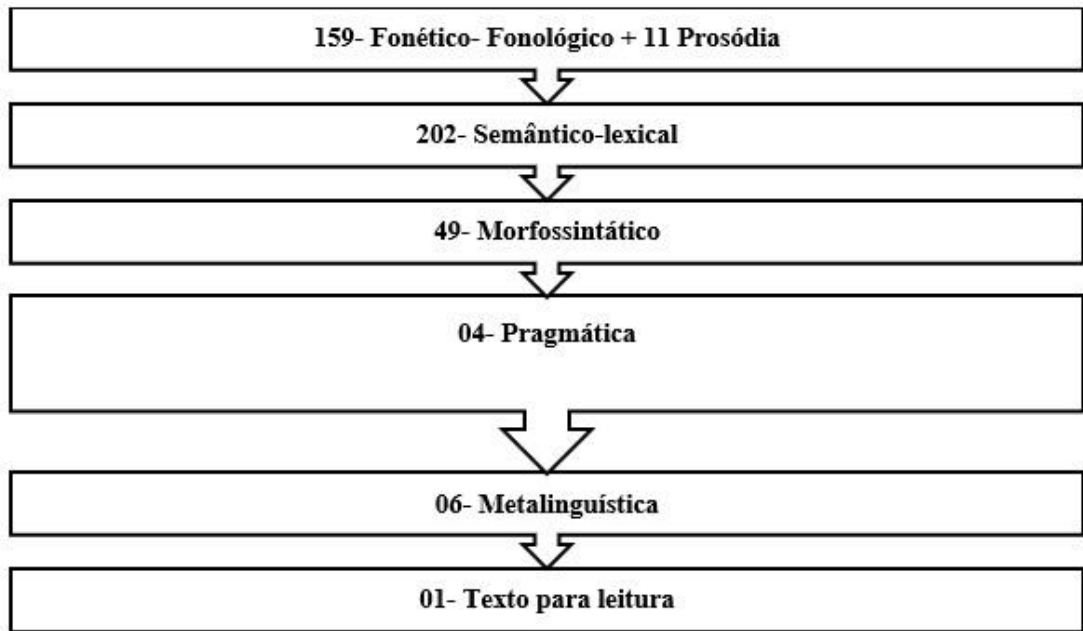 159- Fonético- Fonológico + 11 Prosódia
202- Semântico-lexical
49- Morfossintático
04- Pragmática
06- Metalinguística
01- Texto para leitura